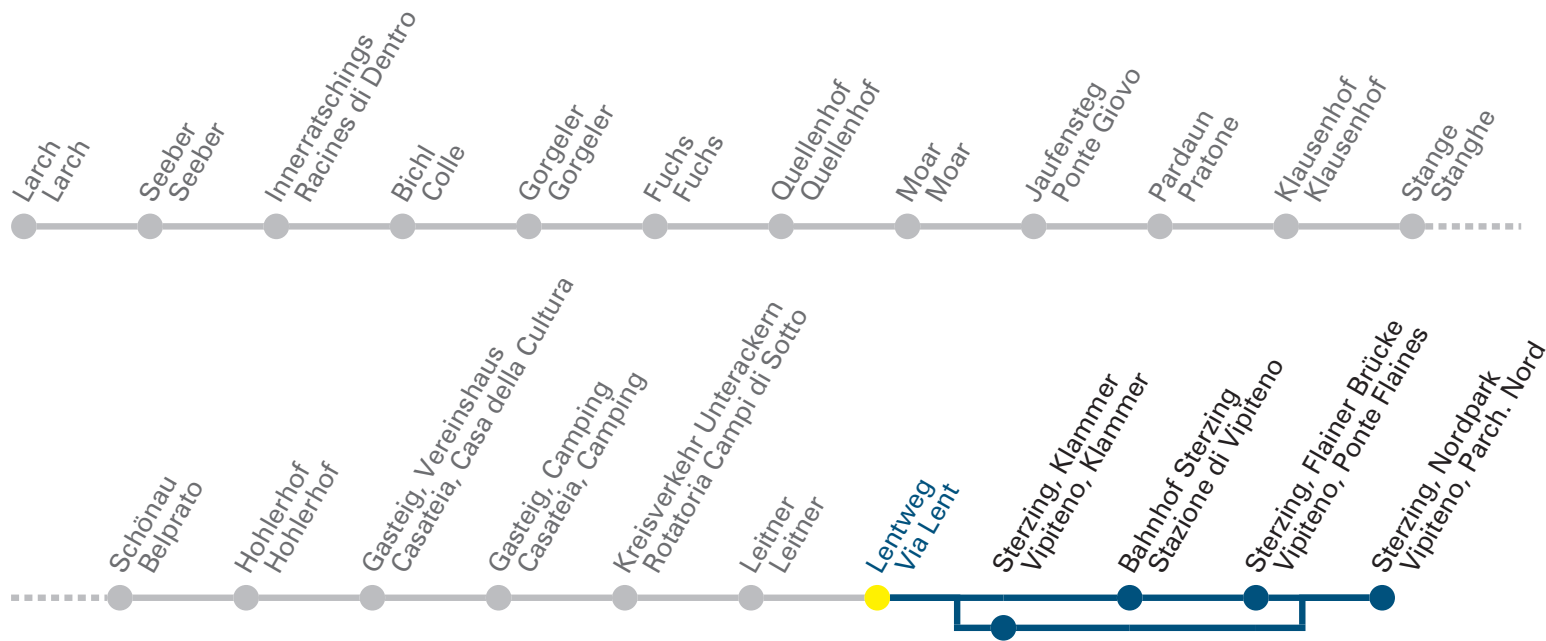 Larch
Larch
Seeber
Seeber
Innerratschings
Racines di Dentro
Bichl
Colle
Gorgeler
Gorgeler
Fuchs
Fuchs
Quellenhof
Quellenhof
Moar
Moar
Jaufensteg
Ponte Giovo
Pardaun
Pratone
Klausenhof
Klausenhof
Stange
Stanghe
Schönau
Belprato
Hohlerhof
Hohlerhof
Gasteig, Vereinshaus
Casateia, Casa della Cultura
Gasteig, Camping
Casateia, Camping
Kreisverkehr Unterackern
Rotatoria Campi di Sotto
Leitner
Leitner
Lentweg
Via Lent
Sterzing, Klammer
Vipiteno, Klammer
Bahnhof Sterzing
Stazione di Vipiteno
Sterzing, Flainer Brücke
Vipiteno, Ponte Flaines
Sterzing, Nordpark
Vipiteno, Parch. Nord